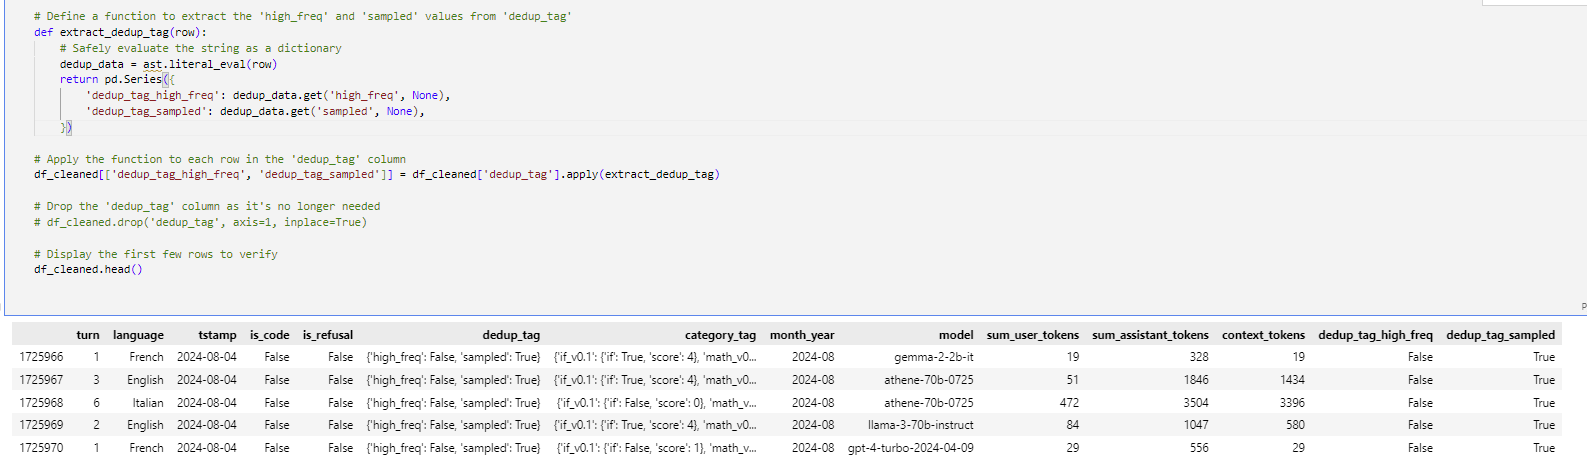 # Define a function to extract the 'high_freq' and 'sampled' values from 'dedup_tag'
def extract_dedup_tag(row):
# Safely evaluate the string as a dictionary
dedup_data = ast.literal_eval(row)
return pd.Series({
'dedup_tag_high_freq': dedup_data.get('high_freq', None),
'dedup_tag_sampled': dedup_data.get('sampled', None),
})
# Apply the function to each row in the 'dedup_tag' column
df_cleaned[['dedup_tag_high_freq', 'dedup_tag_sampled']] = df_cleaned['dedup_tag'].apply(extract_dedup_tag)
# Drop the 'dedup_tag' column as it's no longer needed
# df_cleaned.drop('dedup_tag', axis=1, inplace=True)
# Display the first few rows to verify
df_cleaned.head()
turn language tstamp is_code is_refusal dedup_tag category_tag month_year model sum_user_tokens sum_assistant_tokens context_tokens dedup_tag_high_freq dedup_tag_sampled
1725966 1 French 2024-08-04 False False {'high_freq': False, 'sampled': True} {'if_v0.1': {'if': True, 'score': 4}, 'math_v0... 2024-08 gemma-2-2b-it 19 328 19 False True
1725967 3 English 2024-08-04 False False {'high_freq': False, 'sampled': True} {'if_v0.1': {'if': True, 'score': 4}, 'math_v0... 2024-08 athene-70b-0725 51 1846 1434 False True
1725968 6 Italian 2024-08-04 False False {'high_freq': False, 'sampled': True} {'if_v0.1': {'if': False, 'score': 0}, 'math_v... 2024-08 athene-70b-0725 472 3504 3396 False True
1725969 2 English 2024-08-04 False False {'high_freq': False, 'sampled': True} {'if_v0.1': {'if': True, 'score': 4}, 'math_v0... 2024-08 llama-3-70b-instruct 84 1047 580 False True
1725970 1 French 2024-08-04 False False {'high_freq': False, 'sampled': True} {'if_v0.1': {'if': False, 'score': 1}, 'math_v... 2024-08 gpt-4-turbo-2024-04-09 29 556 29 False True